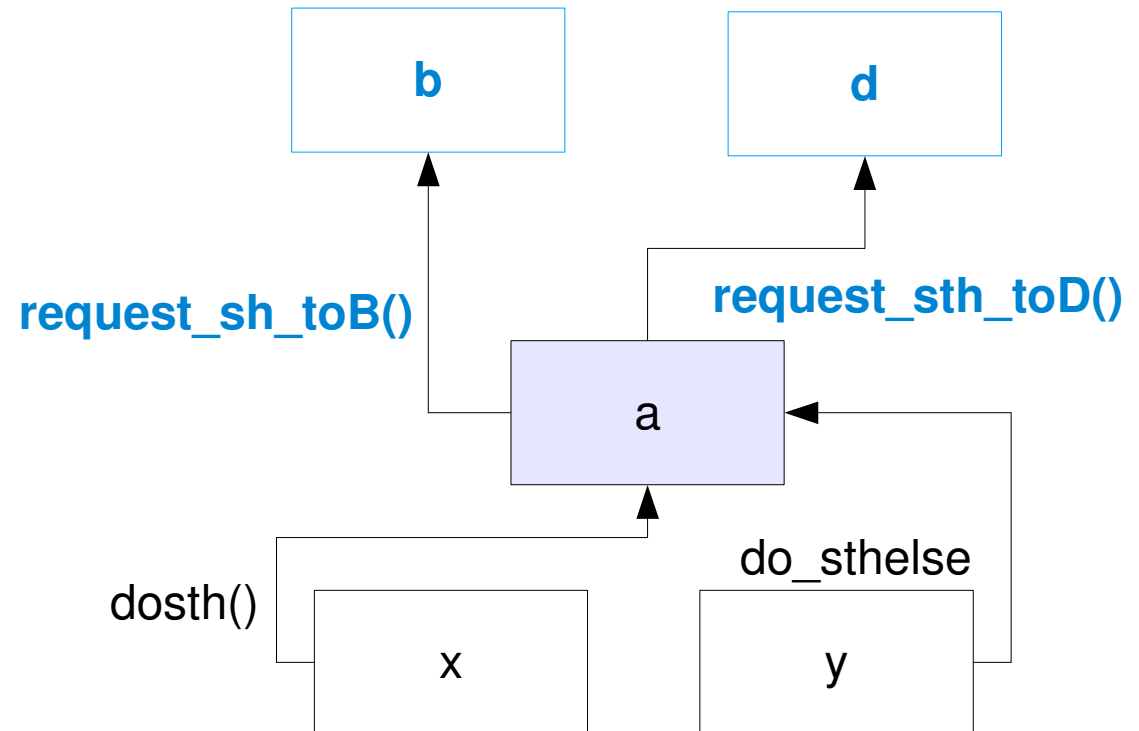 b
d
request_sh_toB()
request_sth_toD()
a
do_sthelse
dosth()
x
y